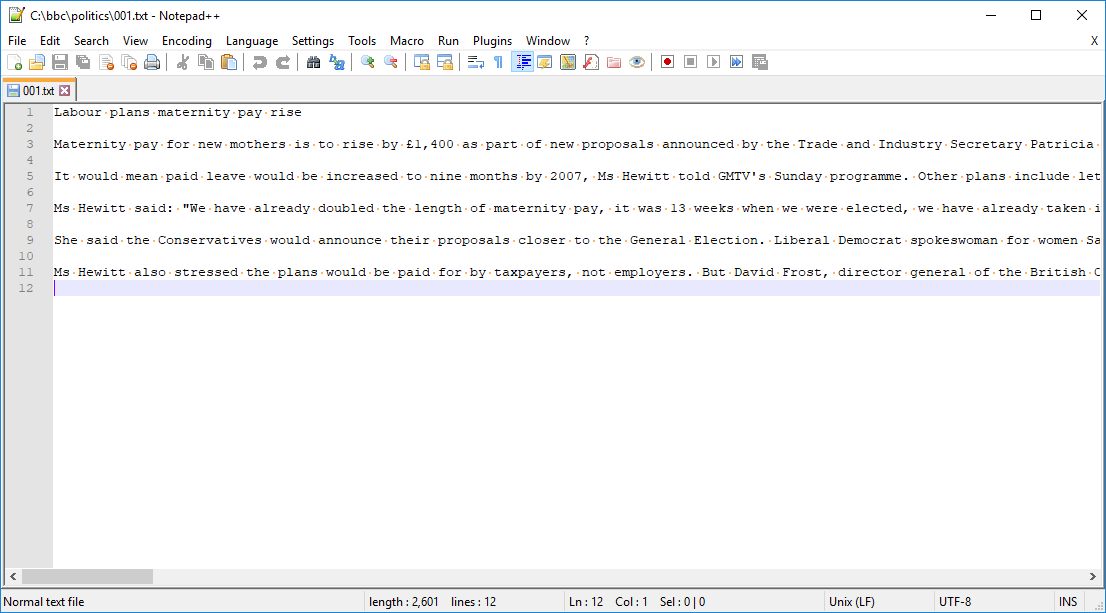 C:\bbc\politics\001.txt - Notepad++
File Edit Search View Encoding Language Settings Tools Macro Run Plugins Window ? X
001.txt
1 Labour plans maternity pay rise
2
3 Maternity pay for new mothers is to rise by £1,400 as part of new proposals announced by the Trade and Industry Secretary Patricia
4
5 It would mean paid leave would be increased to nine months by 2007, Ms Hewitt told GMTV's Sunday programme. Other plans include let
6
7 Ms Hewitt said: "We have already doubled the length of maternity pay, it was 13 weeks when we were elected, we have already taken i
8
9 She said the Conservatives would announce their proposals closer to the General Election. Liberal Democrat spokeswoman for women Sa
10
11 Ms Hewitt also stressed the plans would be paid for by taxpayers, not employers. But David Frost, director general of the British C
12
Normal text file length : 2,601 lines : 12 Ln : 12 Col : 1 Sel : 0 | 0 Unix (LF) UTF-8 INS